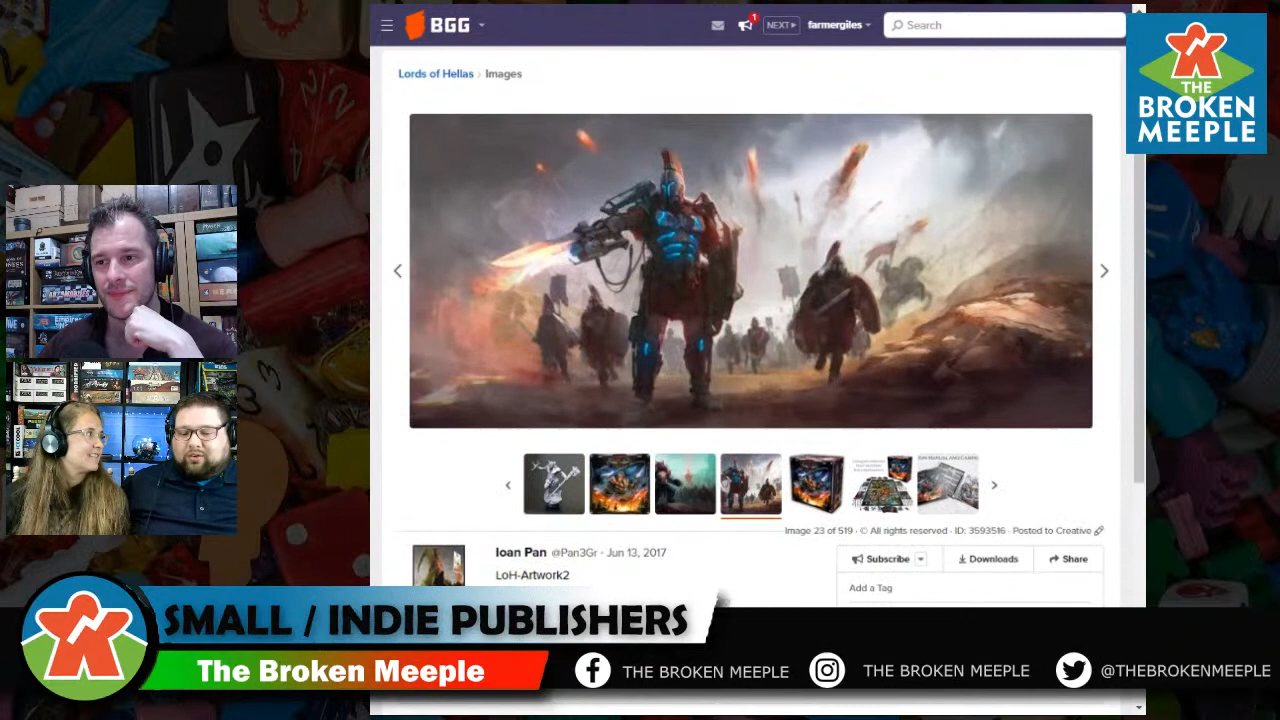 BGG
1
NEXT
farmergiles
Search
Lords of Hellas > Images
THE
BROKEN
MEEPLE
Image 23 of 519 · © All rights reserved · ID: 3593516 · Posted to Creative
Ioan Pan @Pan3Gr - Jun 13, 2017
LoH-Artwork2
Subscribe
Downloads
Share
Add a Tag
SMALL / INDIE PUBLISHERS
The Broken Meeple
THE BROKEN MEEPLE
THE BROKEN MEEPLE
@THEBROKENMEEPLE